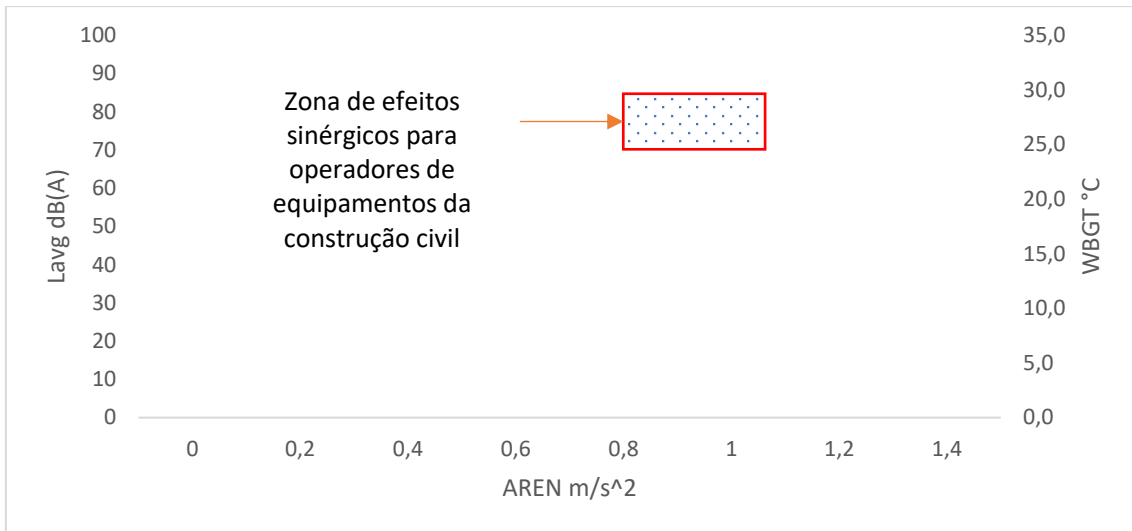 100
90
80
70
60
50
40
30
20
10
0
Lavg dB(A)
Zona de efeitos
sinérgicos para
operadores de
equipamentos da
construção civil
35,0
30,0
25,0
20,0
15,0
10,0
5,0
0,0
WBGT °C
0 0,2 0,4 0,6 0,8 1 1,2 1,4
AREN m/s^2